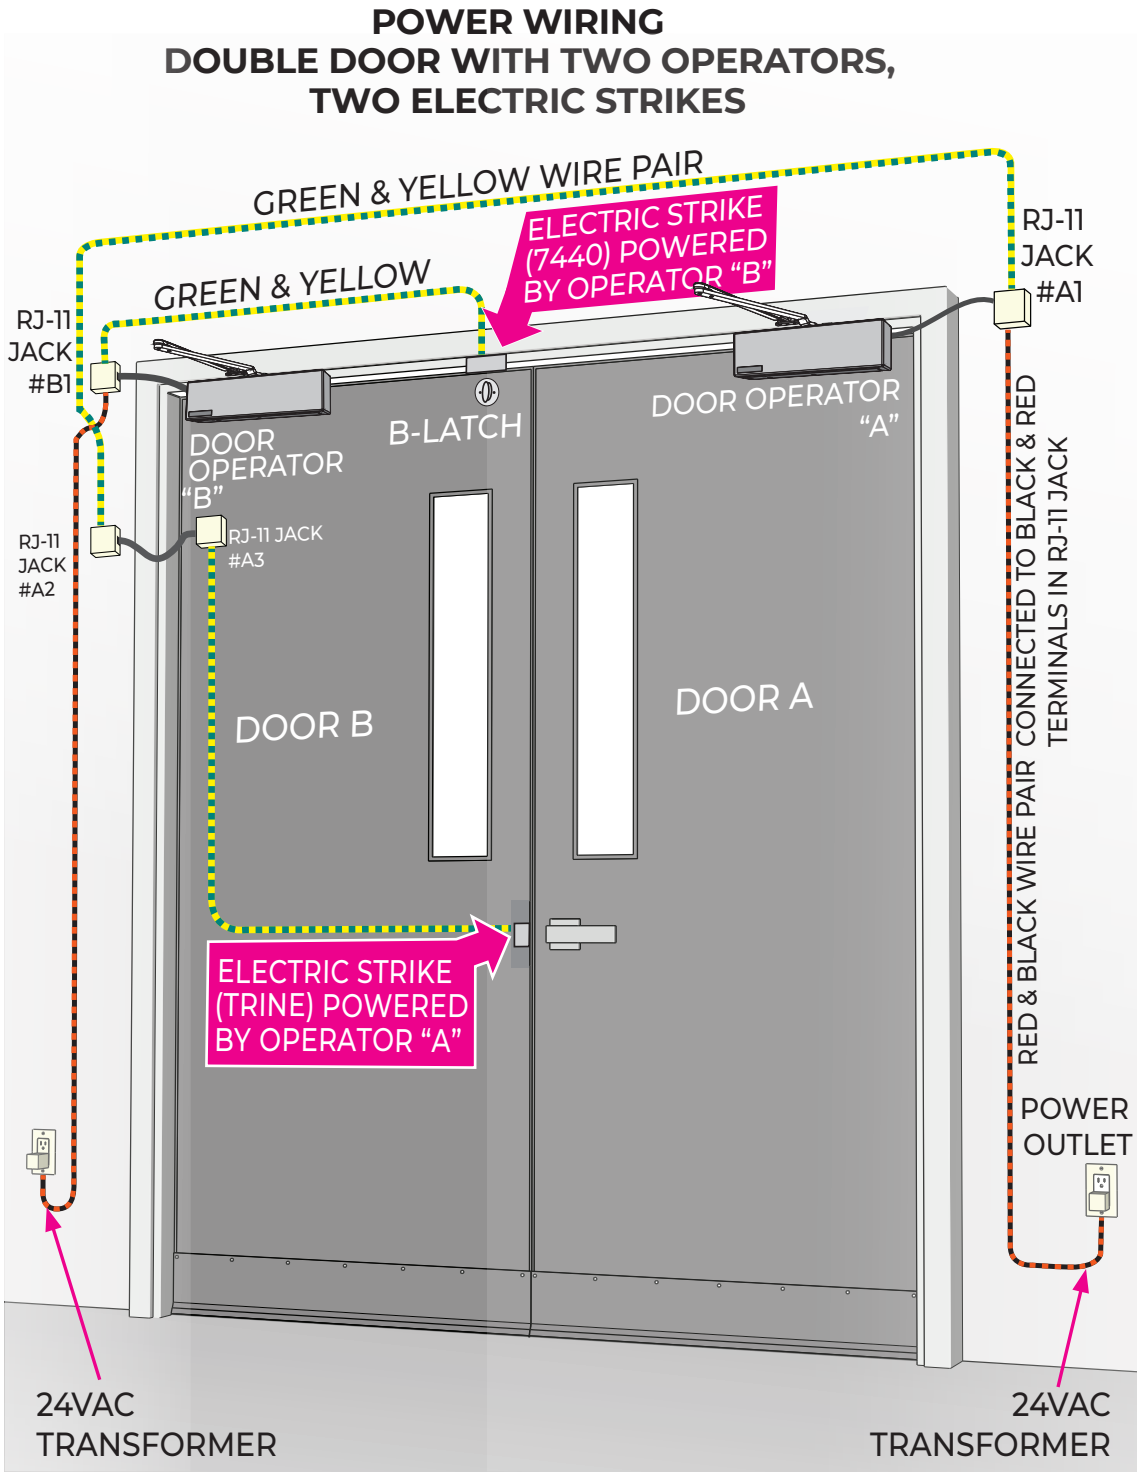 POWER WIRING
DOUBLE DOOR WITH TWO OPERATORS,
TWO ELECTRIC STRIKES
GREEN & YELLOW WIRE PAIR
ELECTRIC STRIKE
(7440) POWERED
BY OPERATOR “B”
RJ-11
JACK
#A1
GREEN & YELLOW
RJ-11
JACK
#B1
DOOR
OPERATOR
“B”
B-LATCH
DOOR OPERATOR
“A”
RJ-11
JACK
#A2
RJ-11 JACK
#A3
DOOR B
DOOR A
RED & BLACK WIRE PAIR CONNECTED TO BLACK & RED
TERMINALS IN RJ-11 JACK
ELECTRIC STRIKE
(TRINE) POWERED
BY OPERATOR “A”
POWER
OUTLET
24VAC
TRANSFORMER
24VAC
TRANSFORMER